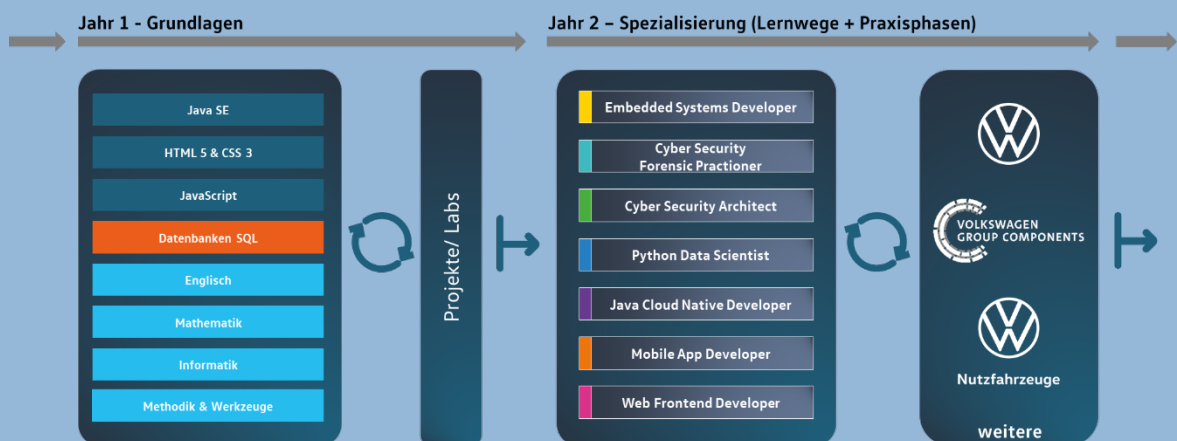 Jahr 1 - Grundlagen
Java SE
HTML 5 & CSS 3
JavaScript
Datenbanken SQL
Englisch
Mathematik
Informatik
Methodik & Werkzeuge
Projekte/ Labs
Jahr 2 – Spezialisierung (Lernwege + Praxisphasen)
Embedded Systems Developer
Cyber Security
Forensic Practioner
Cyber Security Architect
Python Data Scientist
Java Cloud Native Developer
Mobile App Developer
Web Frontend Developer
VOLKSWAGEN
GROUP COMPONENTS
Nutzfahrzeuge
weitere